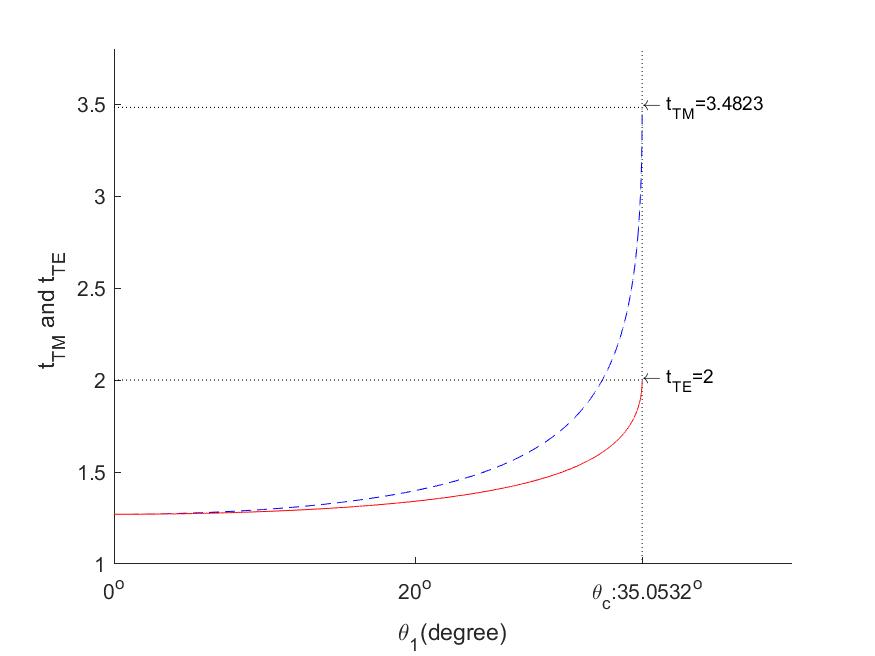 3.5
← t_TM=3.4823
3
2.5
t_TM and t_TE
2
← t_TE=2
1.5
1
0°
20°
θ_c:35.0532°
θ_1(degree)